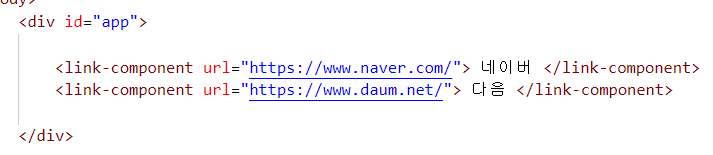 ody>
<div id="app">
<link-component url="https://www.naver.com/"> 네이버 </link-component>
<link-component url="https://www.daum.net/"> 다음 </link-component>
</div>